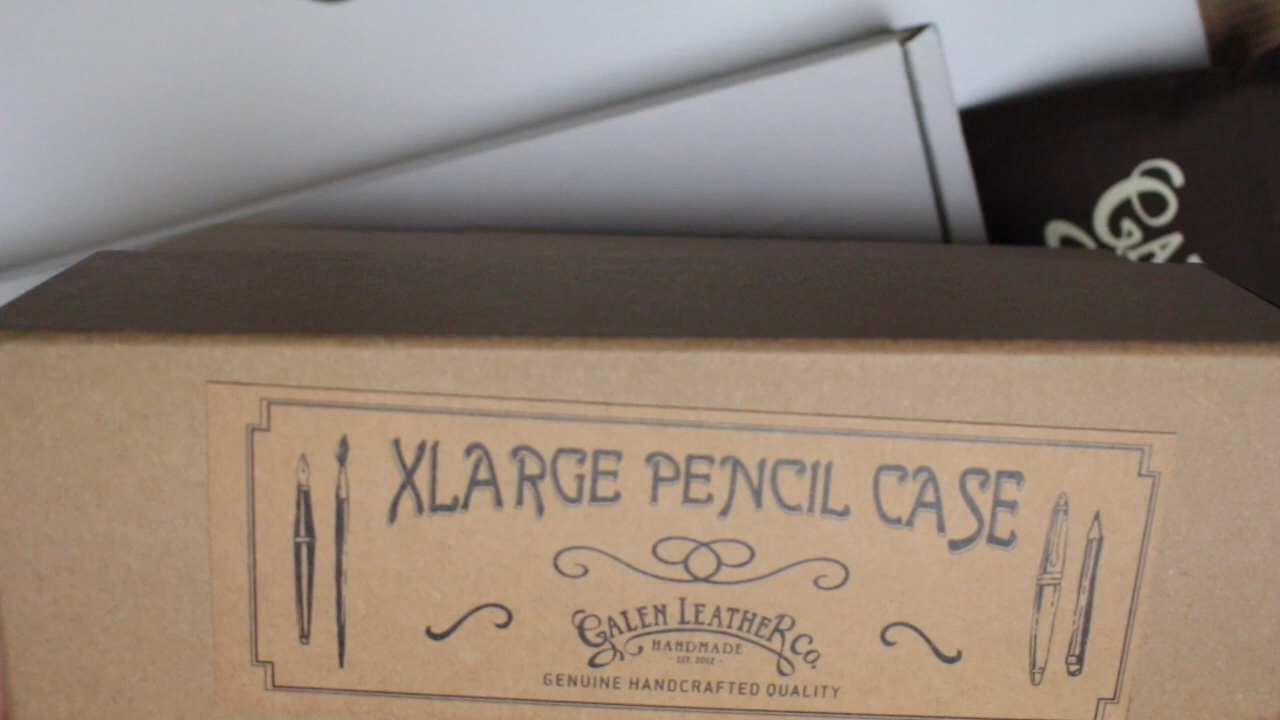 XLARGE PENCIL CASE
GALEN LEATHER CO.
HANDMADE
- EST. 2012 -
GENUINE HANDCRAFTED QUALITY